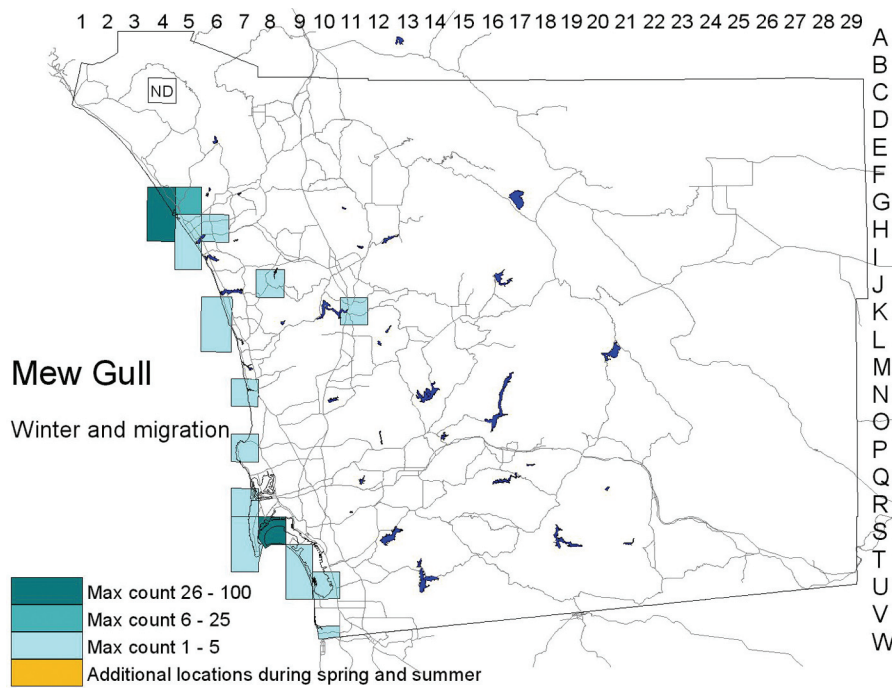 1 2 3 4 5 6 7 8 9 10 11 12 13 14 15 16 17 18 19 20 21 22 23 24 25 26 27 28 29
A
B
C
ND
D
E
F
G
H
I
J
K
L
M
Mew Gull
N
O
Winter and migration
P
Q
R
S
T
U
V
W
Max count 26 - 100
Max count 6 - 25
Max count 1 - 5
Additional locations during spring and summer